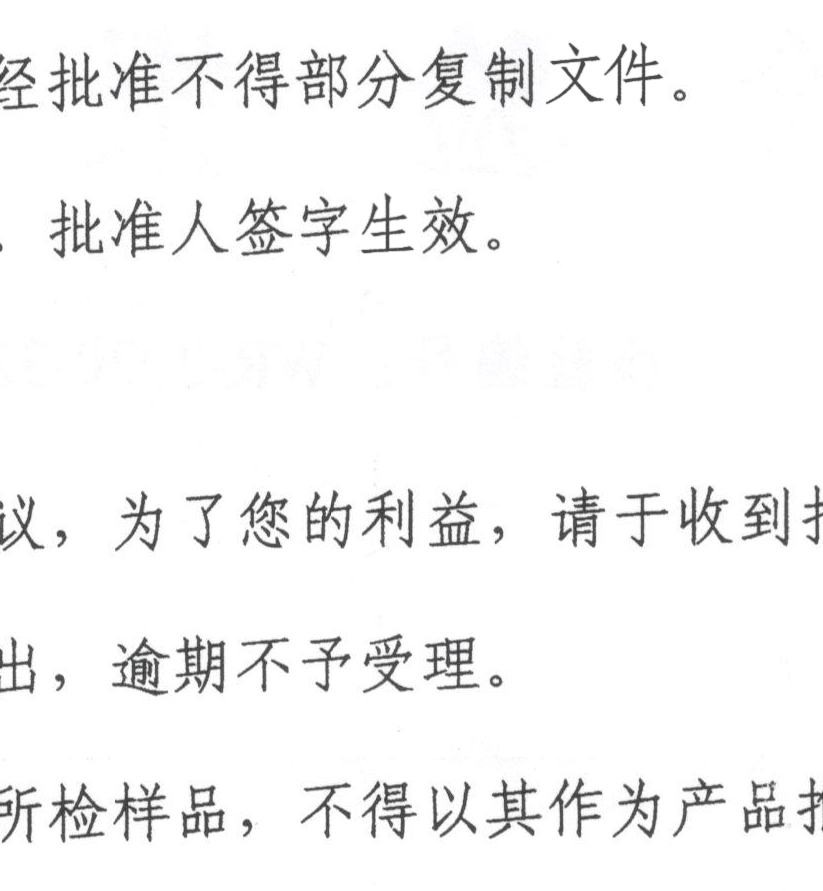 经批准不得部分复制文件。
批准人签字生效。
议，为了您的利益，请于收到
出，逾期不予受理。
所检样品，不得以其作为产品